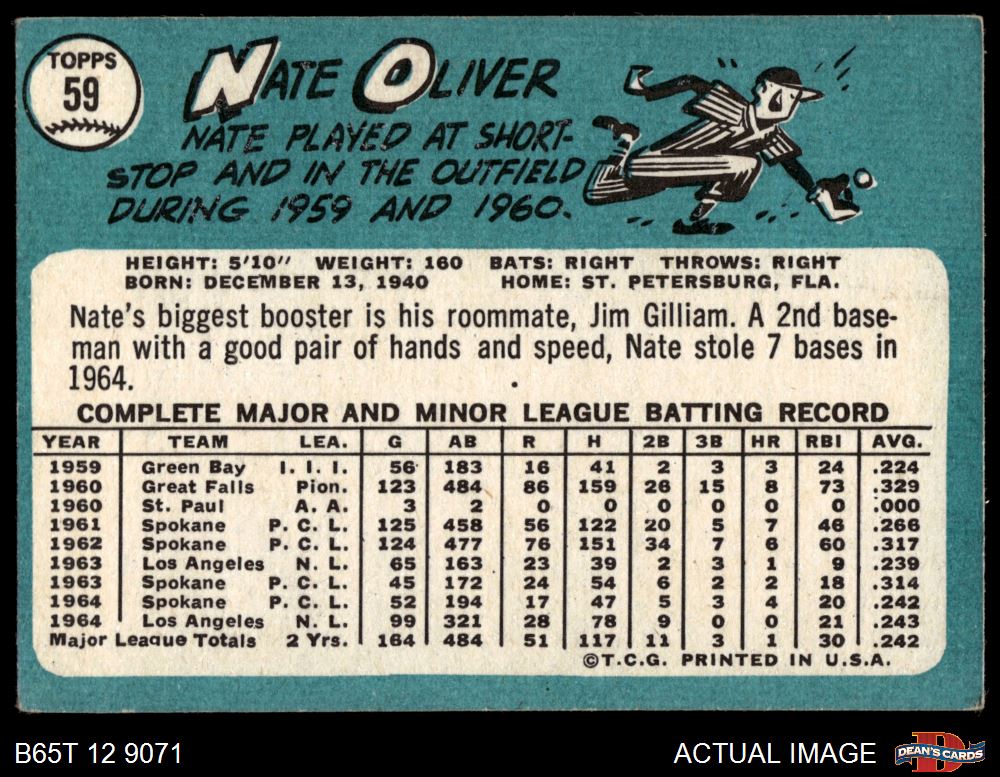 TOPPS
59
NATE OLIVER
NATE PLAYED AT SHORT-
STOP AND IN THE OUTFIELD
DURING 1959 AND 1960.
HEIGHT: 5'10" WEIGHT: 160 BATS: RIGHT THROWS: RIGHT
BORN: DECEMBER 13, 1940 HOME: ST. PETERSBURG, FLA.
Nate's biggest booster is his roommate, Jim Gilliam. A 2nd base-
man with a good pair of hands and speed, Nate stole 7 bases in
1964.
COMPLETE MAJOR AND MINOR LEAGUE BATTING RECORD
YEAR TEAM LEA. G AB R H 2B 3B HR RBI AVG.
1959 Green Bay I. I. I. 56 183 16 41 2 3 3 24 .224
1960 Great Falls Pion. 123 484 86 159 26 15 8 73 .329
1960 St. Paul A. A. 3 2 0 0 0 0 0 0 .000
1961 Spokane P. C. L. 125 458 56 122 20 5 7 46 .266
1962 Spokane P. C. L. 124 477 76 151 34 7 6 60 .317
1963 Los Angeles N. L. 65 163 23 39 2 3 1 9 .239
1963 Spokane P. C. L. 45 172 24 54 6 2 2 18 .314
1964 Spokane P. C. L. 52 194 17 47 5 3 4 20 .242
1964 Los Angeles N. L. 99 321 28 78 9 0 0 21 .243
Major League Totals 2 Yrs. 164 484 51 117 11 3 1 30 .242
©T.C.G. PRINTED IN U.S.A.
B65T 12 9071 ACTUAL IMAGE DEAN'S CARDS